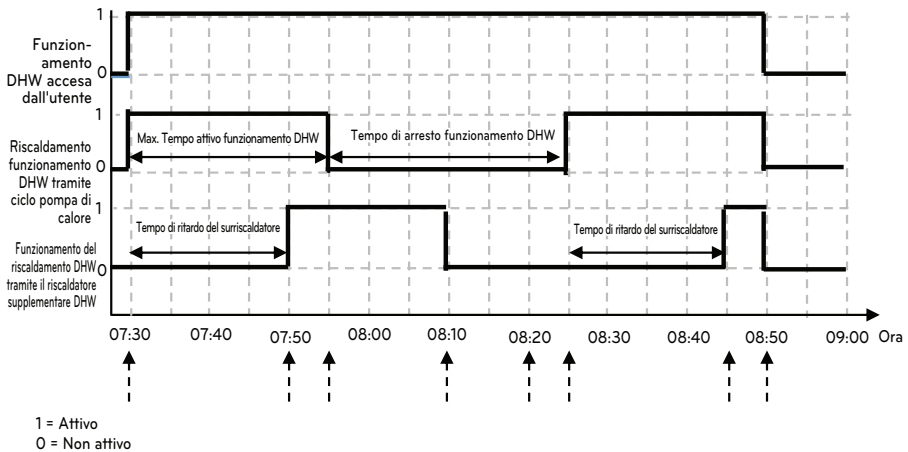 1
Funzion-
amento
DHW accesa
dall'utente
0
1
Max. Tempo attivo funzionamento DHW
Tempo di arresto funzionamento DHW
Riscaldamento
funzionamento
DHW tramite
ciclo pompa di
calore
0
1
Tempo di ritardo del surriscaldatore
Tempo di ritardo del surriscaldatore
Funzionamento del
riscaldamento DHW
tramite il riscaldatore
supplementare DHW
0
07:30 07:40 07:50 08:00 08:10 08:20 08:30 08:40 08:50 09:00 Ora
1 = Attivo
0 = Non attivo